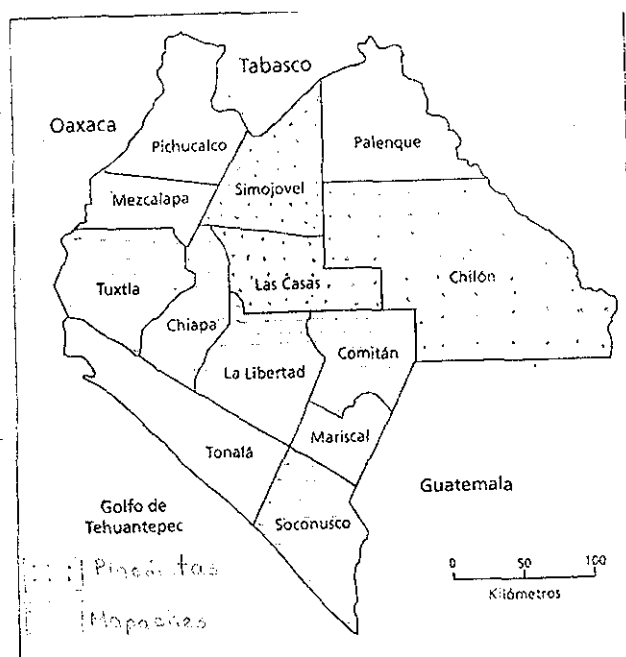 Tabasco
Oaxaca
Pichucalco
Palenque
Simojovel
Mezcalapa
Las Casas
Chilón
Tuxtla
Chiapa
Comitán
La Libertad
Mariscal
Tonalá
Guatemala
Golfo de
Tehuantepec
Soconusco
0 50 100
Kilómetros
Mapaches